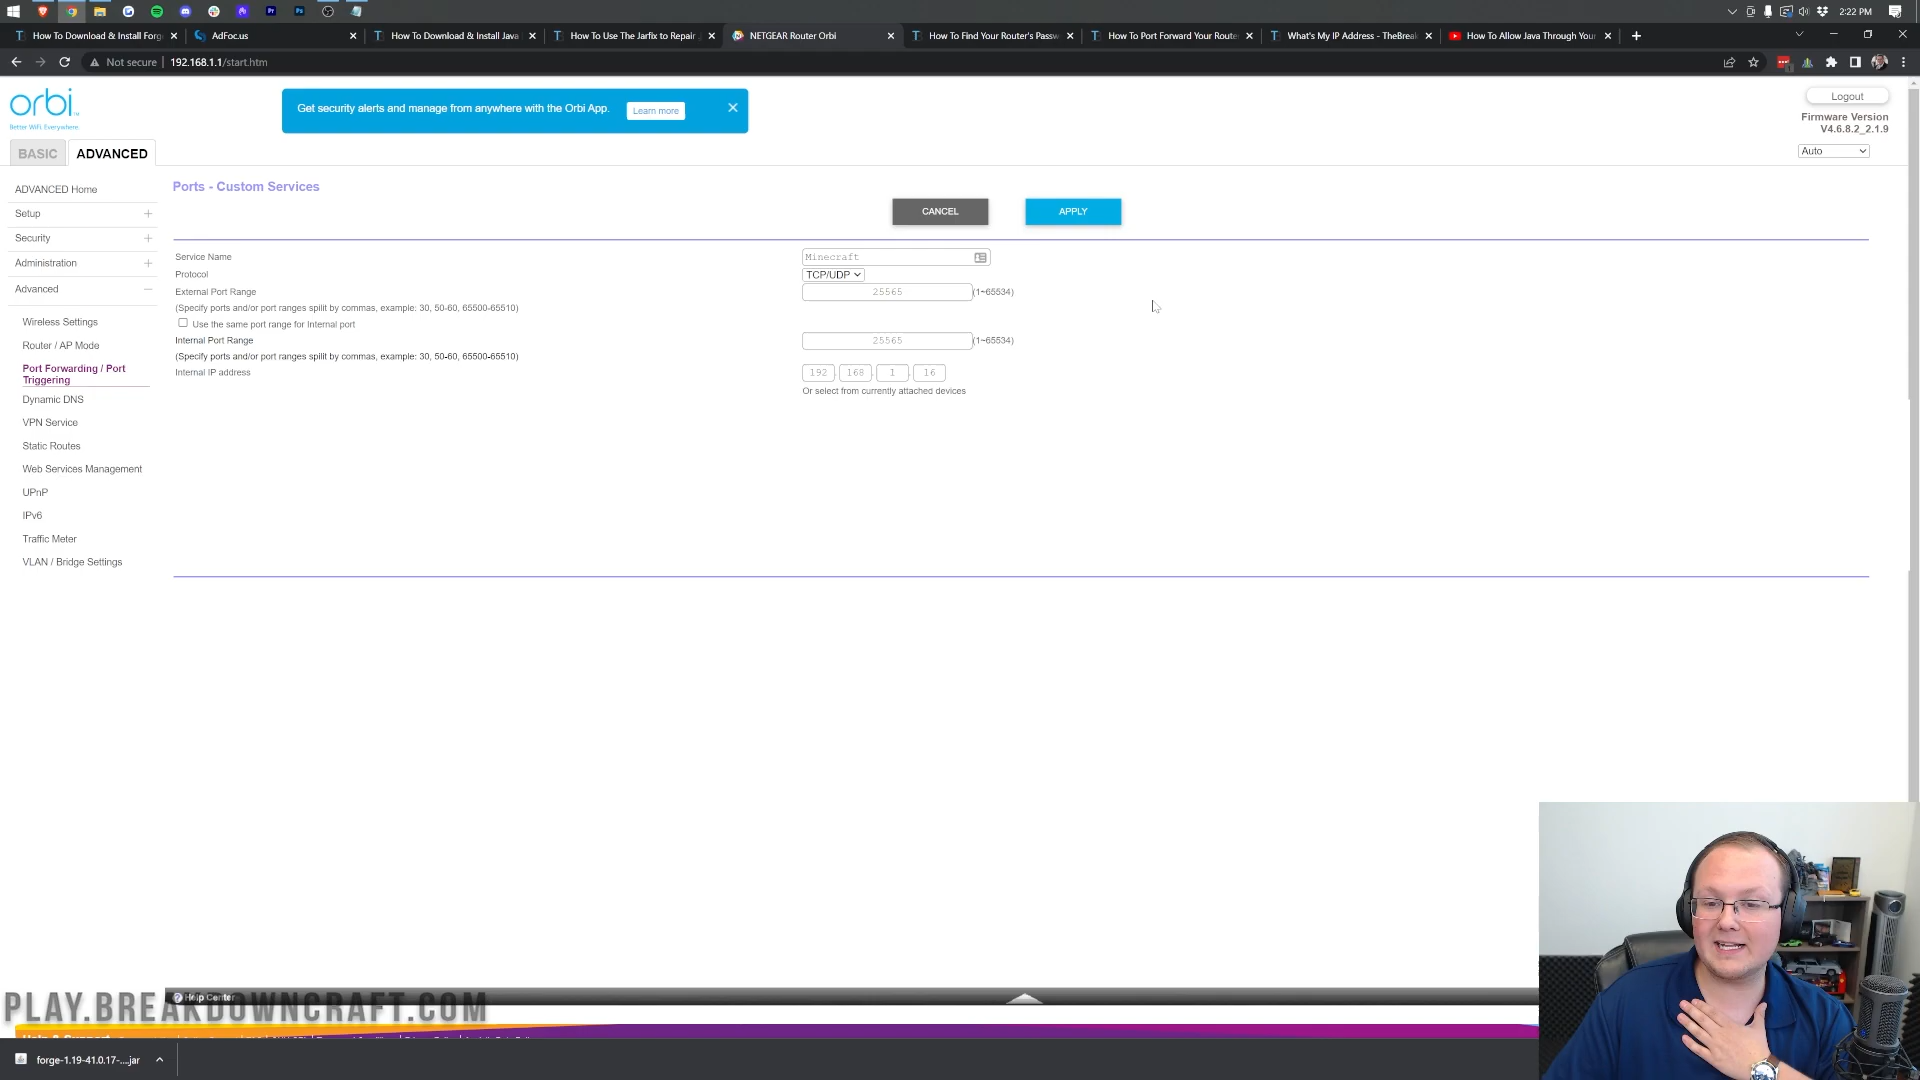 2:22 PM
How To Download & Install Forg
AdFoc.us
How To Download & Install Java
How To Use The Jarfix to Repair
NETGEAR Router Orbi
How To Find Your Router's Passw
How To Port Forward Your Route
What's My IP Address - TheBreak
How To Allow Java Through Your
Not secure
192.168.1.1/start.htm
orbi
Better WiFi. Everywhere.
Get security alerts and manage from anywhere with the Orbi App.
Learn more
Logout
Firmware Version
V4.6.8.2_2.1.9
Auto
BASIC
ADVANCED
ADVANCED Home
Setup
Security
Administration
Advanced
Wireless Settings
Router / AP Mode
Port Forwarding / Port
Triggering
Dynamic DNS
VPN Service
Static Routes
Web Services Management
UPnP
IPv6
Traffic Meter
VLAN / Bridge Settings
Ports - Custom Services
CANCEL
APPLY
Service Name
Minecraft
Protocol
TCP/UDP
External Port Range
25565
(1~65534)
(Specify ports and/or port ranges spilit by commas, example: 30, 50-60, 65500-65510)
Use the same port range for Internal port
Internal Port Range
25565
(1~65534)
(Specify ports and/or port ranges spilit by commas, example: 30, 50-60, 65500-65510)
Internal IP address
192 . 168 . 1 . 16
Or select from currently attached devices
Help Center
PLAY.BREAKDOWNCRAFT.COM
forge-1.19-41.0.17-....jar